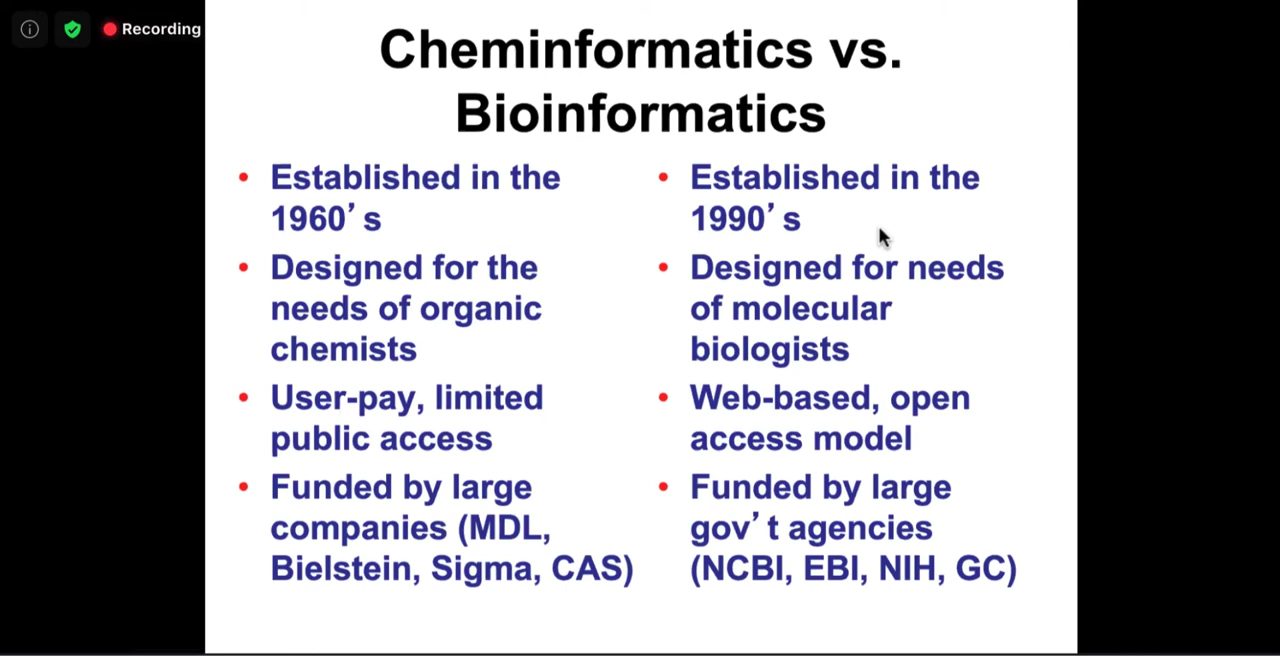 Recording
Cheminformatics vs.
Bioinformatics
• Established in the
1960’s
• Designed for the
needs of organic
chemists
• User-pay, limited
public access
• Funded by large
companies (MDL,
Bielstein, Sigma, CAS)
• Established in the
1990’s
• Designed for needs
of molecular
biologists
• Web-based, open
access model
• Funded by large
gov’t agencies
(NCBI, EBI, NIH, GC)